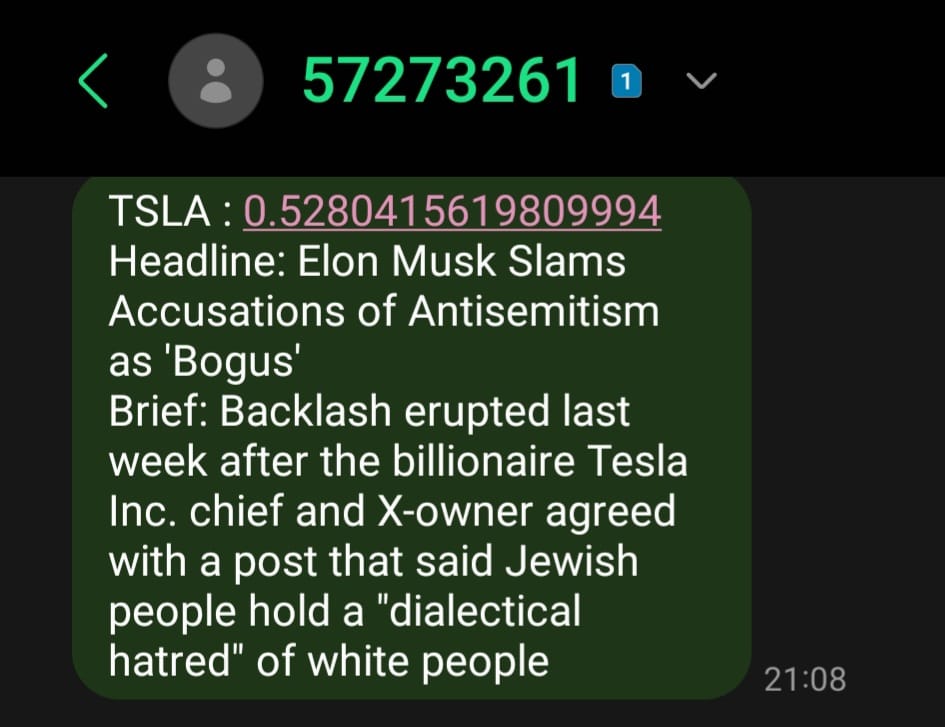 57273261 1
TSLA : 0.5280415619809994
Headline: Elon Musk Slams
Accusations of Antisemitism
as 'Bogus'
Brief: Backlash erupted last
week after the billionaire Tesla
Inc. chief and X-owner agreed
with a post that said Jewish
people hold a "dialectical
hatred" of white people
21:08